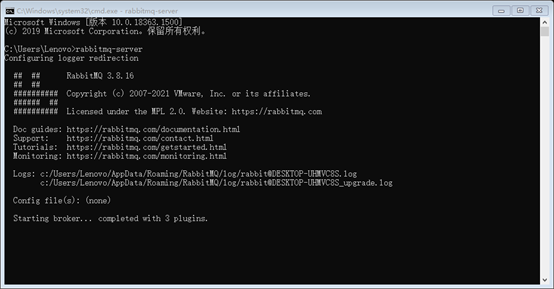 C:\Windows\system32\cmd.exe - rabbitmq-server
Microsoft Windows [版本 10.0.18363.1500]
(c) 2019 Microsoft Corporation。保留所有权利。
C:\Users\Lenovo>rabbitmq-server
Configuring logger redirection
## ## RabbitMQ 3.8.16
## ##
########## Copyright (c) 2007-2021 VMware, Inc. or its affiliates.
###### ##
########## Licensed under the MPL 2.0. Website: https://rabbitmq.com
Doc guides: https://rabbitmq.com/documentation.html
Support: https://rabbitmq.com/contact.html
Tutorials: https://rabbitmq.com/getstarted.html
Monitoring: https://rabbitmq.com/monitoring.html
Logs: c:/Users/Lenovo/AppData/Roaming/RabbitMQ/log/rabbit@DESKTOP-UHMVC8S.log
c:/Users/Lenovo/AppData/Roaming/RabbitMQ/log/rabbit@DESKTOP-UHMVC8S_upgrade.log
Config file(s): (none)
Starting broker... completed with 3 plugins.